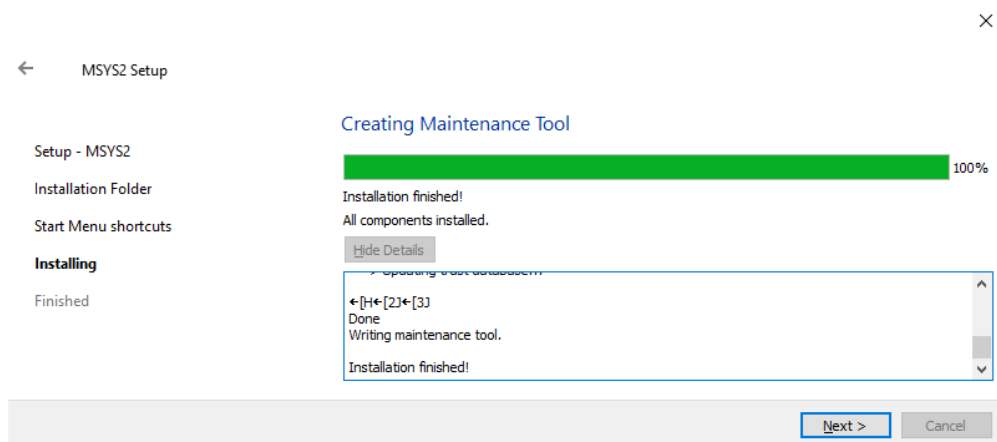 MSYS2 Setup
Setup - MSYS2
Installation Folder
Start Menu shortcuts
Installing
Finished
Creating Maintenance Tool
100%
Installation finished!
All components installed.
Hide Details
←[H←[2J←[3J
Done
Writing maintenance tool.
Installation finished!
Next >
Cancel